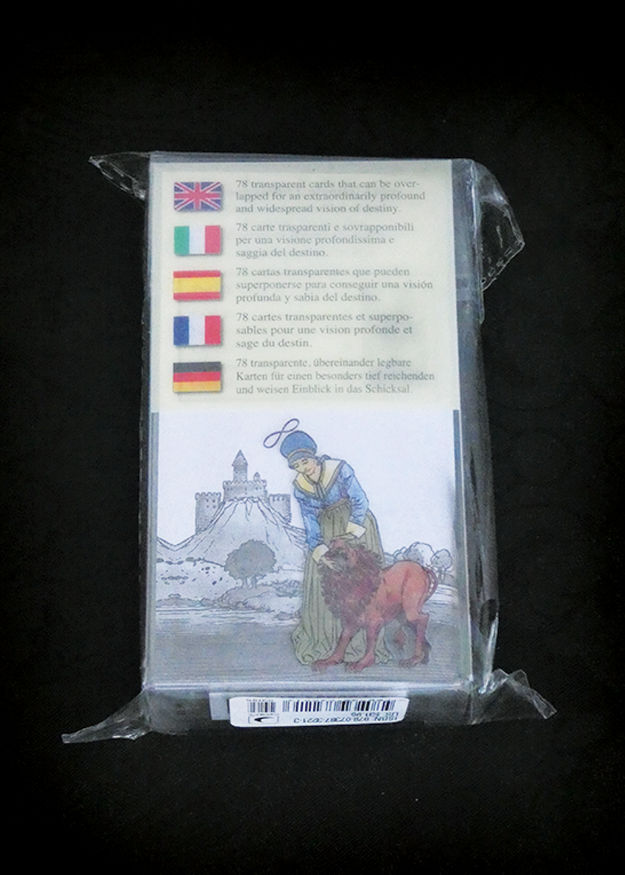 78 transparent cards that can be over-
lapped for an extraordinarily profound
and widespread vision of destiny.
78 carte trasparenti e sovrapponibili
per una visione profondissima e
saggia del destino.
78 cartas transparentes que pueden
superponerse para conseguir una visión
profunda y sabia del destino.
78 cartes transparentes et superpo-
sables pour une vision profonde et
sage du destin.
78 transparente, übereinander legbare
Karten für einen besonders tief reichenden
und weisen Einblick in das Schicksal.
ISBN